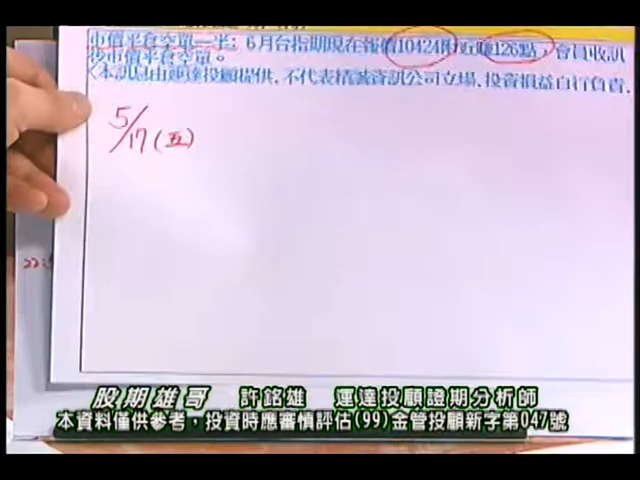 市價平倉空單一半: 6月台指期現在報價10424附近賺126點, 會員收訊
按市價平倉空單。
<本訊息由運達投顧提供, 不代表精誠資訊公司立場, 投資損益自行負責.
5/17(五)
股期雄哥 許銘雄 運達投顧證期分析師
本資料僅供參考,投資時應審慎評估(99)金管投顧新字第047號